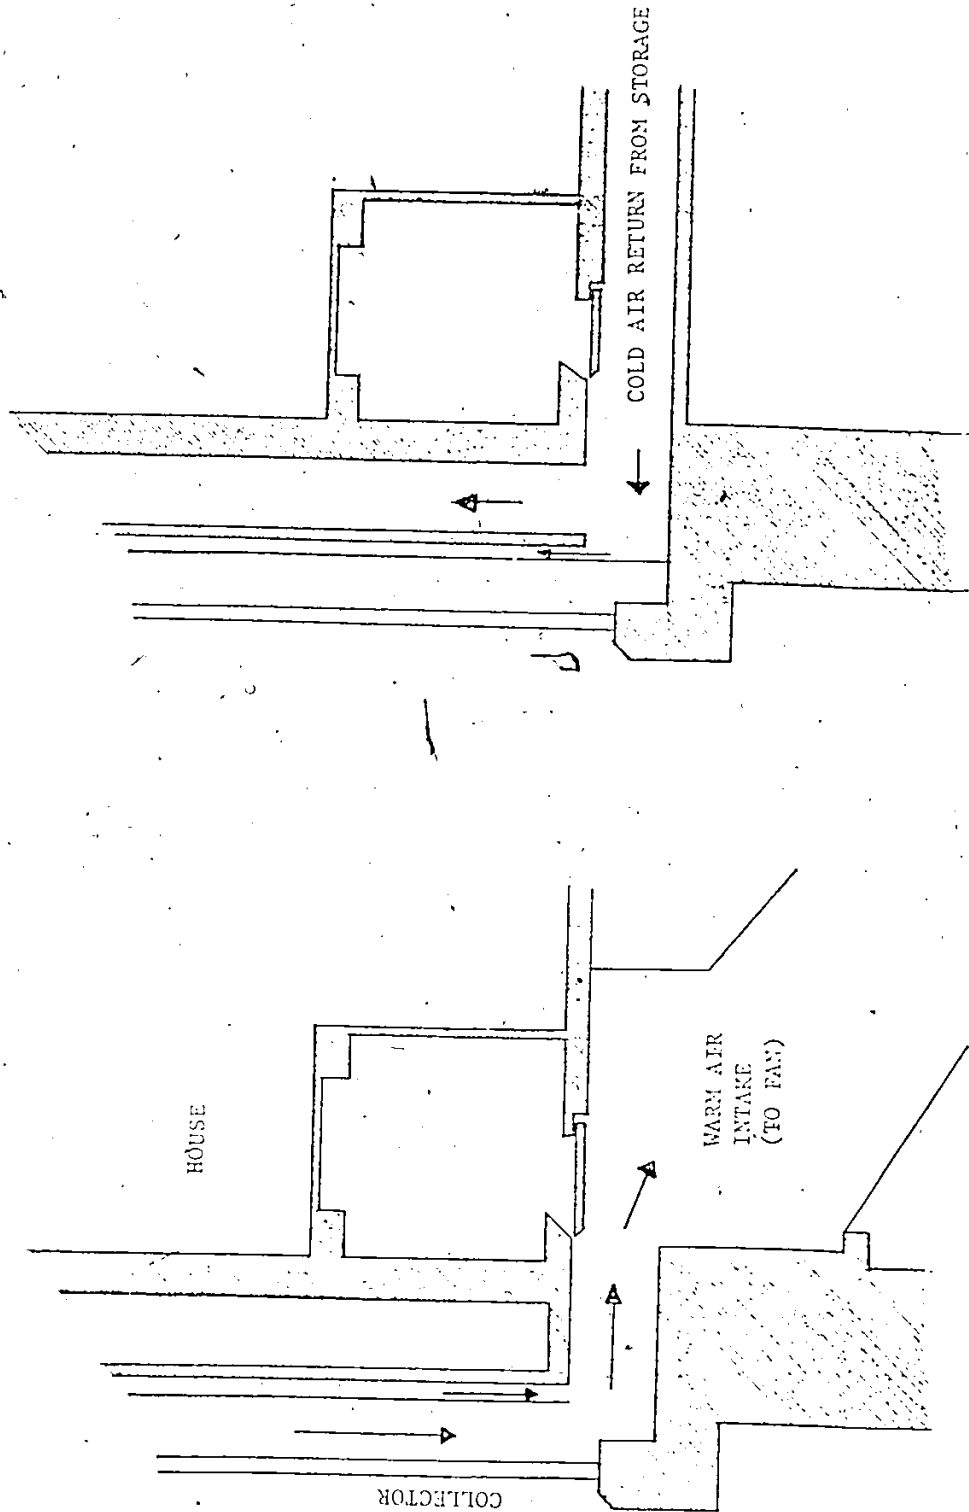 HOUSE
COLLECTOR
WARM AIR
INTAKE
(TO FAN)
COLD AIR RETURN FROM STORAGE